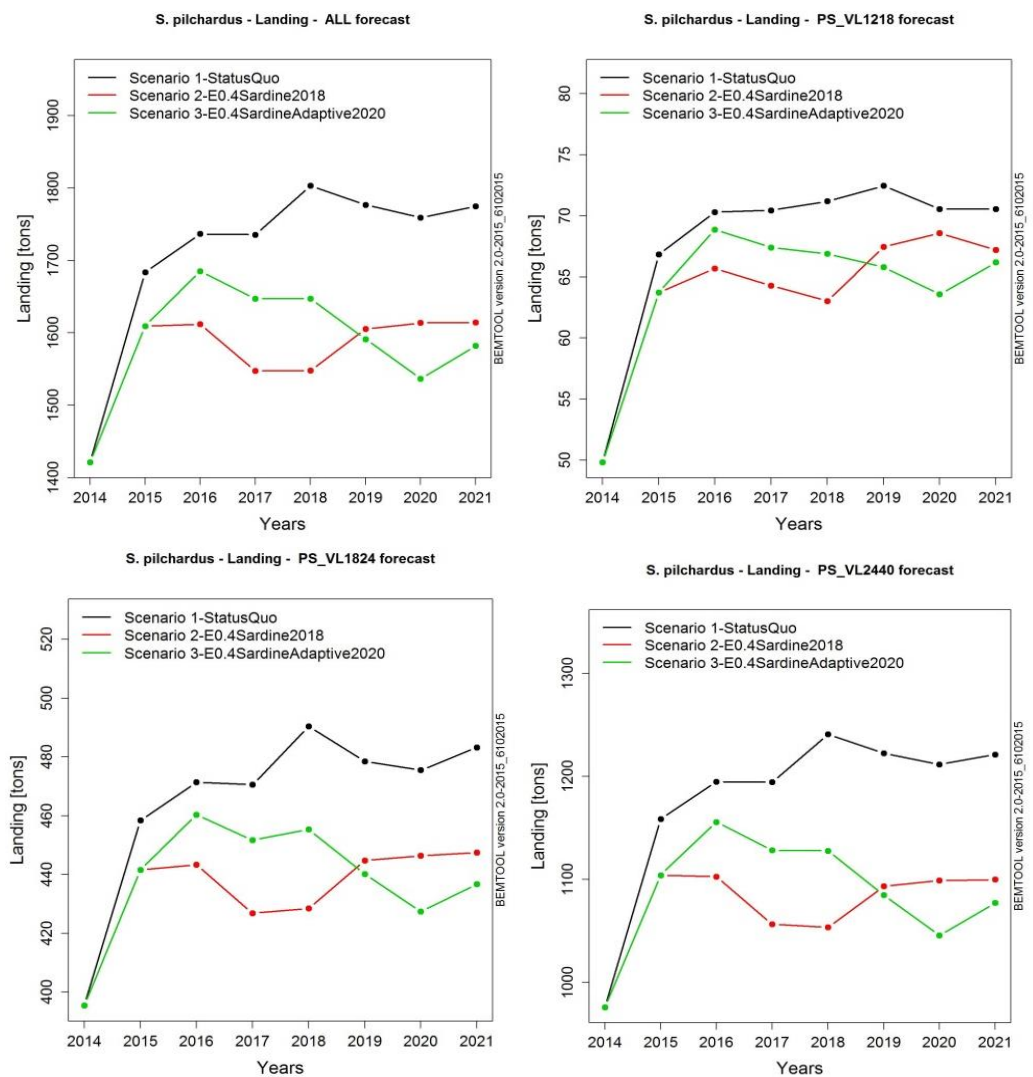 S. pilchardus - Landing - ALL forecast
Scenario 1-StatusQuo
Scenario 2-E0.4Sardine2018
Scenario 3-E0.4SardineAdaptive2020
Landing [tons]
1900
1800
1700
1600
1500
1400
2014 2015 2016 2017 2018 2019 2020 2021
Years
BEMTOOL version 2.0-2015_6102015
S. pilchardus - Landing - PS_VL1218 forecast
Scenario 1-StatusQuo
Scenario 2-E0.4Sardine2018
Scenario 3-E0.4SardineAdaptive2020
Landing [tons]
80
75
70
65
60
55
50
2014 2015 2016 2017 2018 2019 2020 2021
Years
BEMTOOL version 2.0-2015_6102015
S. pilchardus - Landing - PS_VL1824 forecast
Scenario 1-StatusQuo
Scenario 2-E0.4Sardine2018
Scenario 3-E0.4SardineAdaptive2020
Landing [tons]
520
500
480
460
440
420
400
2014 2015 2016 2017 2018 2019 2020 2021
Years
BEMTOOL version 2.0-2015_6102015
S. pilchardus - Landing - PS_VL2440 forecast
Scenario 1-StatusQuo
Scenario 2-E0.4Sardine2018
Scenario 3-E0.4SardineAdaptive2020
Landing [tons]
1300
1200
1100
1000
2014 2015 2016 2017 2018 2019 2020 2021
Years
BEMTOOL version 2.0-2015_6102015